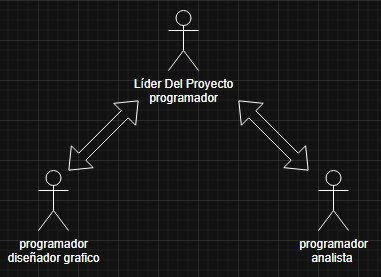 Líder Del Proyecto
programador
programador
diseñador grafico
programador
analista